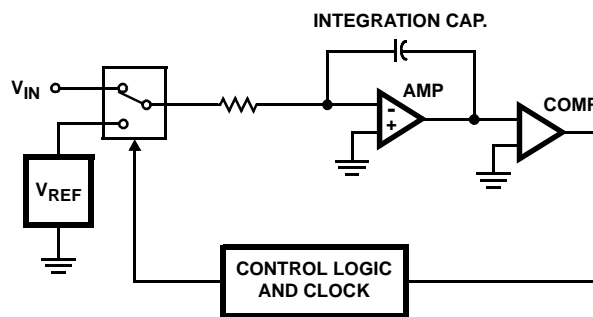 INTEGRATION CAP.
VIN
AMP
-
+
COMP
VREF
CONTROL LOGIC
AND CLOCK